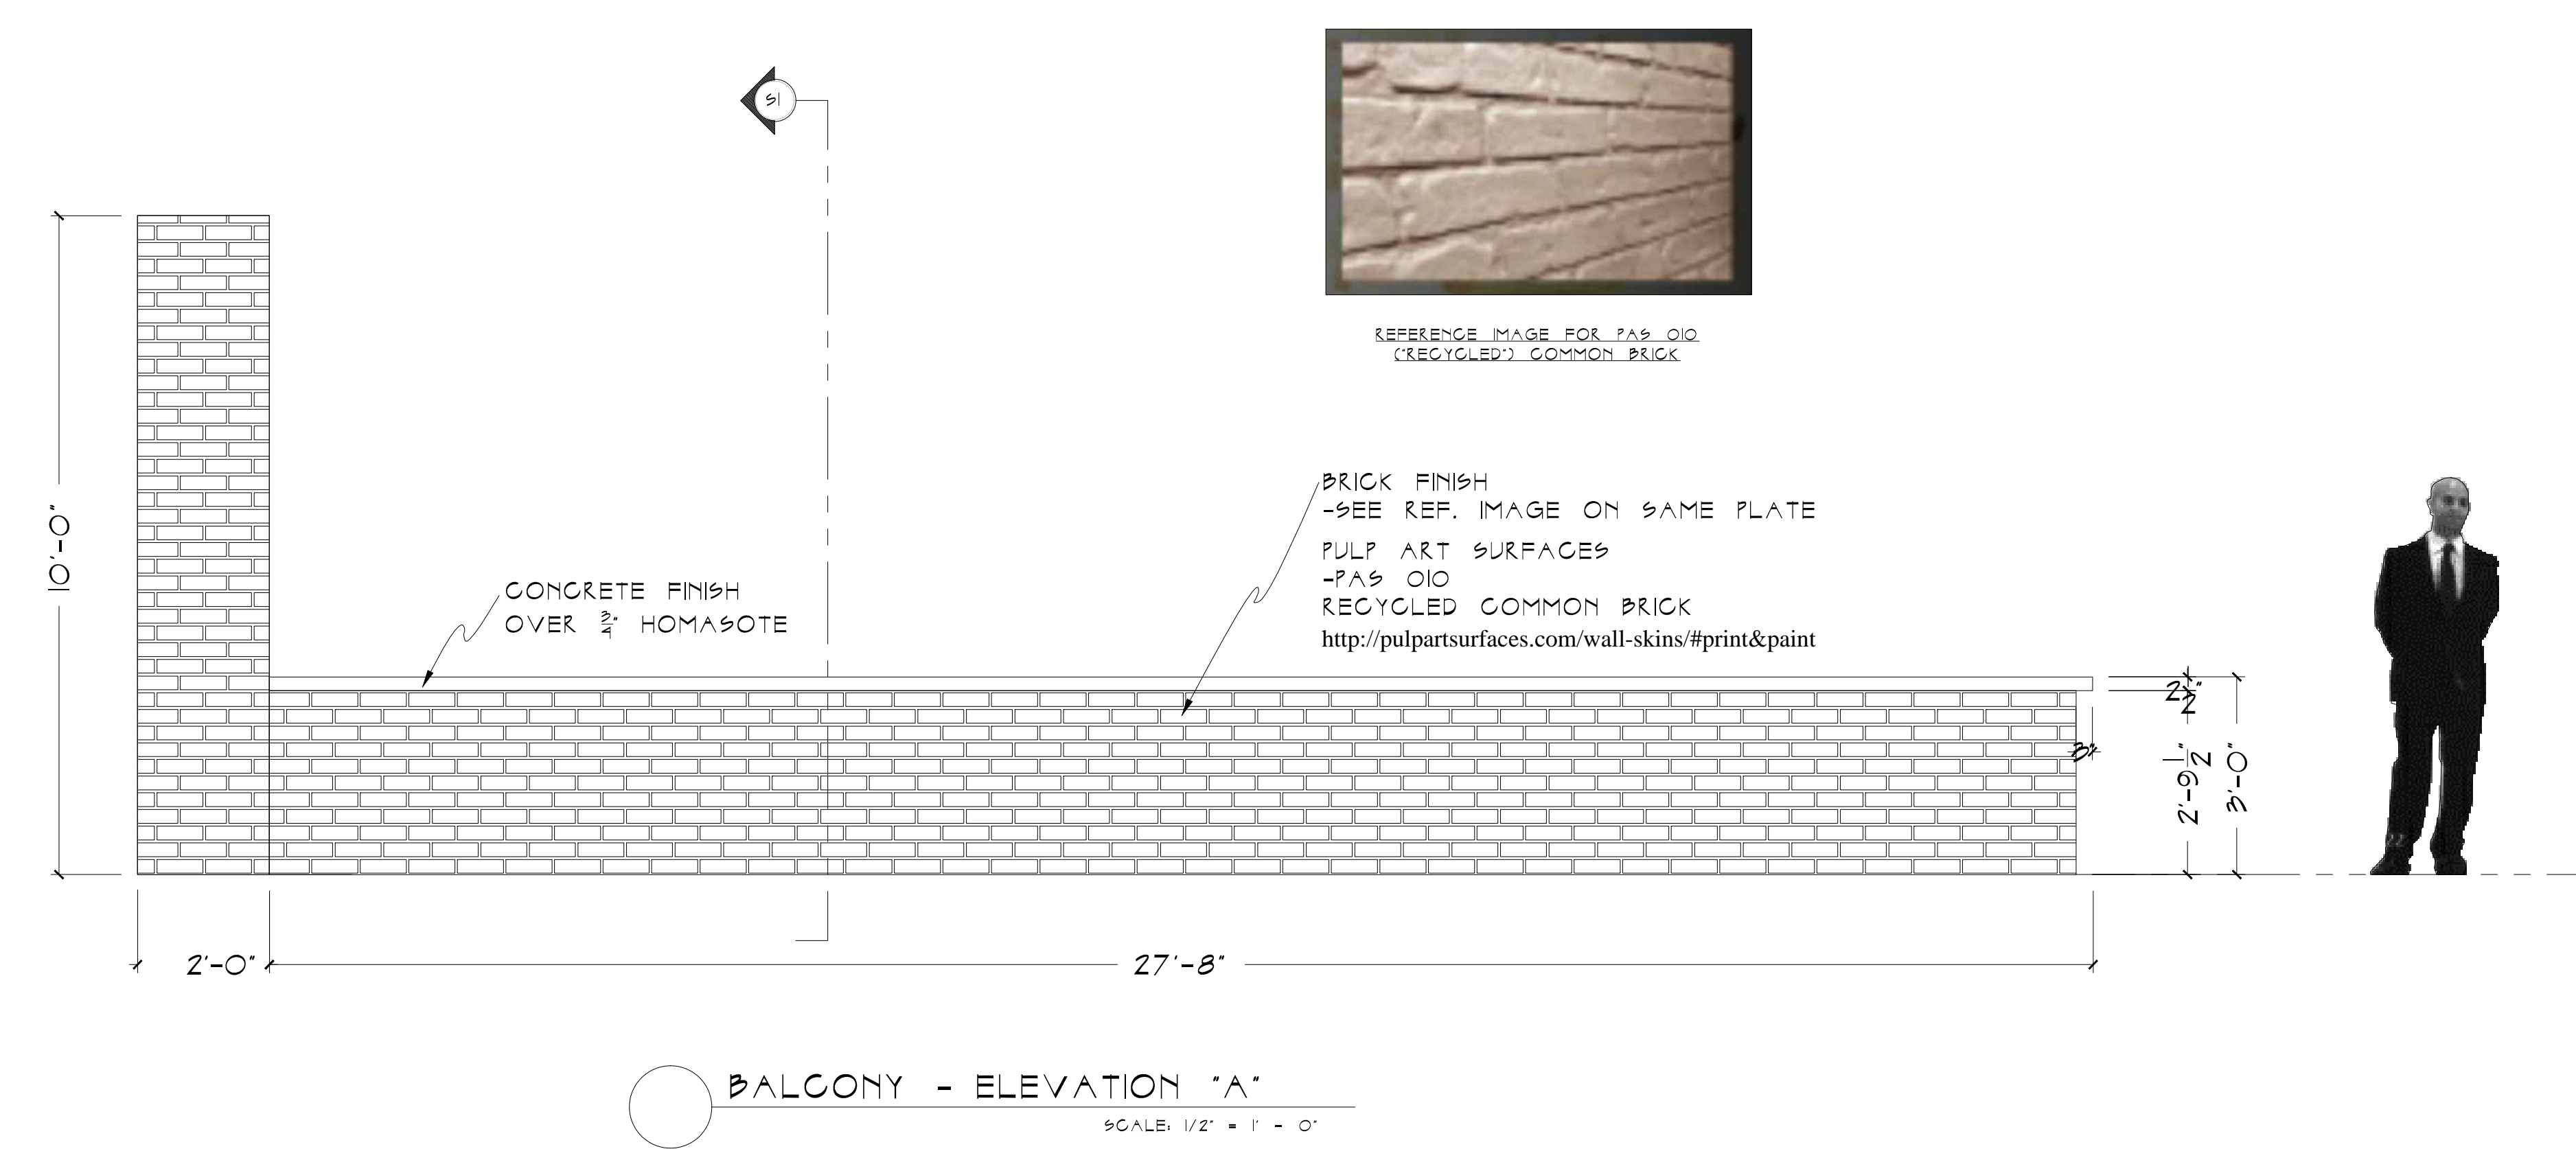 S1
REFERENCE IMAGE FOR PAS 010
("RECYCLED") COMMON BRICK
BRICK FINISH
-SEE REF. IMAGE ON SAME PLATE
PULP ART SURFACES
-PAS 010
RECYCLED COMMON BRICK
http://pulpartsurfaces.com/wall-skins/#print&paint
CONCRETE FINISH
OVER 3/4" HOMASOTE
10'-0"
2 1/2"
3"
2'-9 1/2"
3'-0"
2'-0"
27'-8"
BALCONY - ELEVATION "A"
SCALE: 1/2" = 1' - 0"